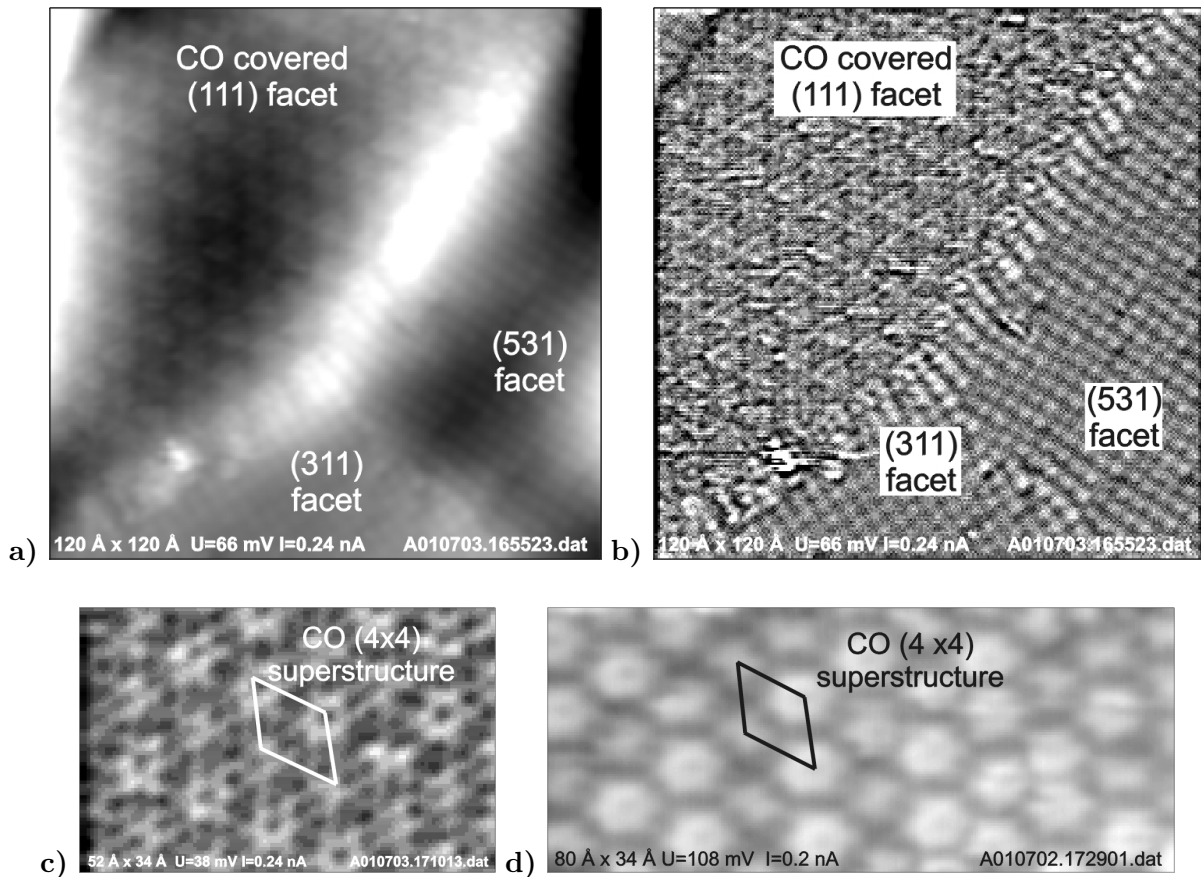 CO covered
(111) facet
(531)
facet
(311)
facet
a) 120 Å x 120 Å U=66 mV I=0.24 nA A010703.165523.dat
CO covered
(111) facet
(531)
facet
(311)
facet
b) 120 Å x 120 Å U=66 mV I=0.24 nA A010703.165523.dat
CO (4x4)
superstructure
c) 52 Å x 34 Å U=38 mV I=0.24 nA A010703.171013.dat
CO (4 x4)
superstructure
d) 80 Å x 34 Å U=108 mV I=0.2 nA A010702.172901.dat